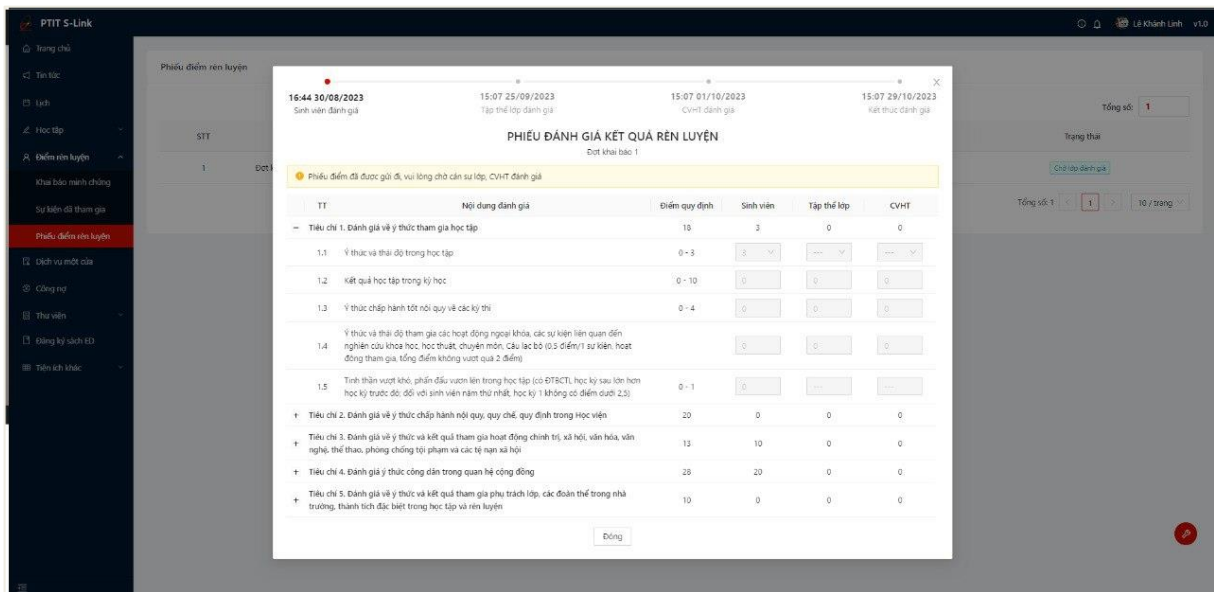 PTIT S-Link
Lê Khánh Linh v1.0
Trang chủ
Tin tức
Lịch
Học tập
Điểm rèn luyện
Khai báo minh chứng
Sự kiện đã tham gia
Phiếu điểm rèn luyện
Dịch vụ một cửa
Công nợ
Thư viện
Đăng ký sách ED
Tiện ích khác
Phiếu điểm rèn luyện
Tổng số: 1
STT
Trạng thái
1 Đợt k
Chờ lớp đánh giá
Tổng số: 1 < 1 > 10 / trang
16:44 30/08/2023 15:07 25/09/2023 15:07 01/10/2023 15:07 29/10/2023
Sinh viên đánh giá Tập thể lớp đánh giá CVHT đánh giá Kết thúc đánh giá
PHIẾU ĐÁNH GIÁ KẾT QUẢ RÈN LUYỆN
Đợt khai báo 1
Phiếu điểm đã được gửi đi, vui lòng chờ cán sự lớp, CVHT đánh giá
TT Nội dung đánh giá Điểm quy định Sinh viên Tập thể lớp CVHT
− Tiêu chí 1. Đánh giá về ý thức tham gia học tập 18 3 0 0
1.1 Ý thức và thái độ trong học tập 0 - 3 3 --- ---
1.2 Kết quả học tập trong kỳ học 0 - 10 0 0 0
1.3 Ý thức chấp hành tốt nội quy về các kỳ thi 0 - 4 0 0 0
Ý thức và thái độ tham gia các hoạt động ngoại khóa, các sự kiện liên quan đến
1.4 nghiên cứu khoa học, học thuật, chuyên môn, Câu lạc bộ (0,5 điểm/1 sự kiện, hoạt 0 0 0
động tham gia, tổng điểm không vượt quá 2 điểm)
1.5 Tinh thần vượt khó, phấn đấu vươn lên trong học tập (có ĐTBCTL học kỳ sau lớn hơn 0 - 1 0 --- ---
học kỳ trước đó; đối với sinh viên năm thứ nhất, học kỳ 1 không có điểm dưới 2,5)
+ Tiêu chí 2. Đánh giá về ý thức chấp hành nội quy, quy chế, quy định trong Học viện 20 0 0 0
+ Tiêu chí 3. Đánh giá về ý thức và kết quả tham gia hoạt động chính trị, xã hội, văn hóa, văn 13 10 0 0
nghệ, thể thao, phòng chống tội phạm và các tệ nạn xã hội
+ Tiêu chí 4. Đánh giá ý thức công dân trong quan hệ cộng đồng 28 20 0 0
+ Tiêu chí 5. Đánh giá về ý thức và kết quả tham gia phụ trách lớp, các đoàn thể trong nhà 10 0 0 0
trường, thành tích đặc biệt trong học tập và rèn luyện
Đóng